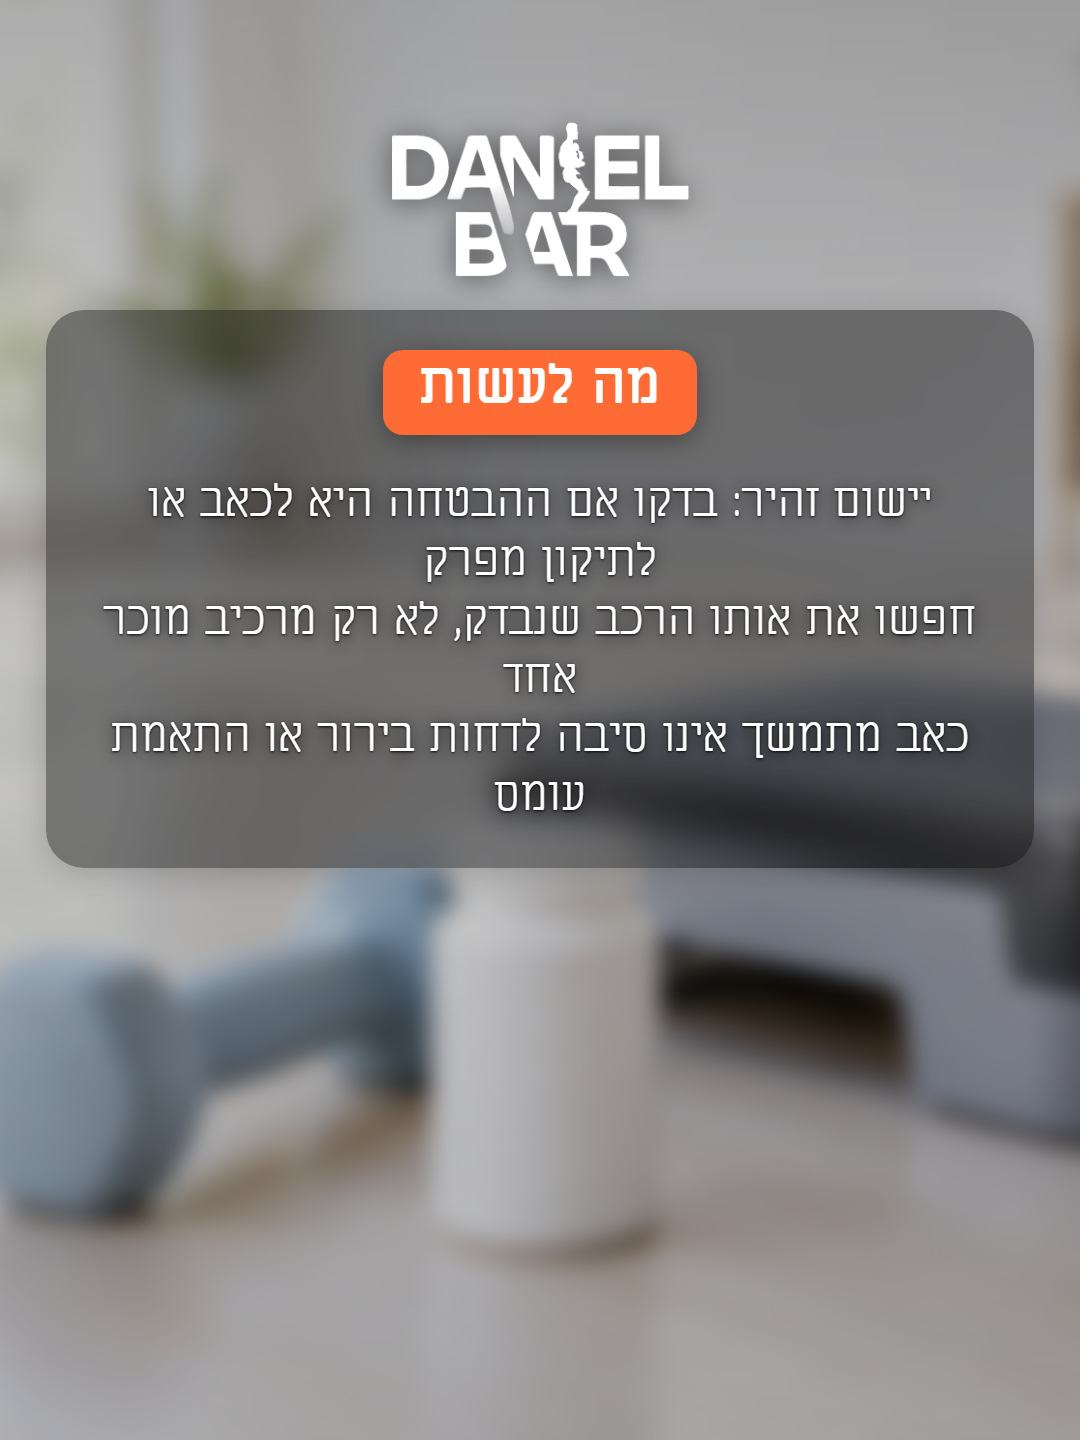 DANIEL
BAR
מה לעשות
יישום זהיר: בדקו אם ההבטחה היא לכאב או
לתיקון מפרק
חפשו את אותו הרכב שנבדק, לא רק מרכיב מוכר
אחד
כאב מתמשך אינו סיבה לדחות בירור או התאמת
עומס